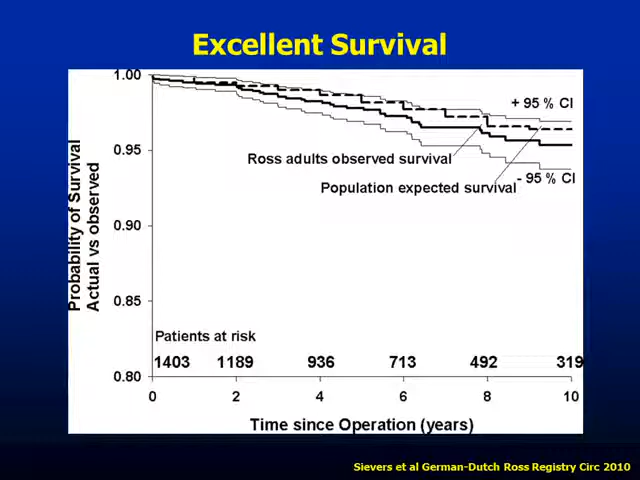 Excellent Survival
1.00
0.95
0.90
0.85
0.80
Probability of Survival
Actual vs observed
+ 95 % CI
Ross adults observed survival
Population expected survival
- 95 % CI
Patients at risk
1403 1189 936 713 492 319
0 2 4 6 8 10
Time since Operation (years)
Sievers et al German-Dutch Ross Registry Circ 2010